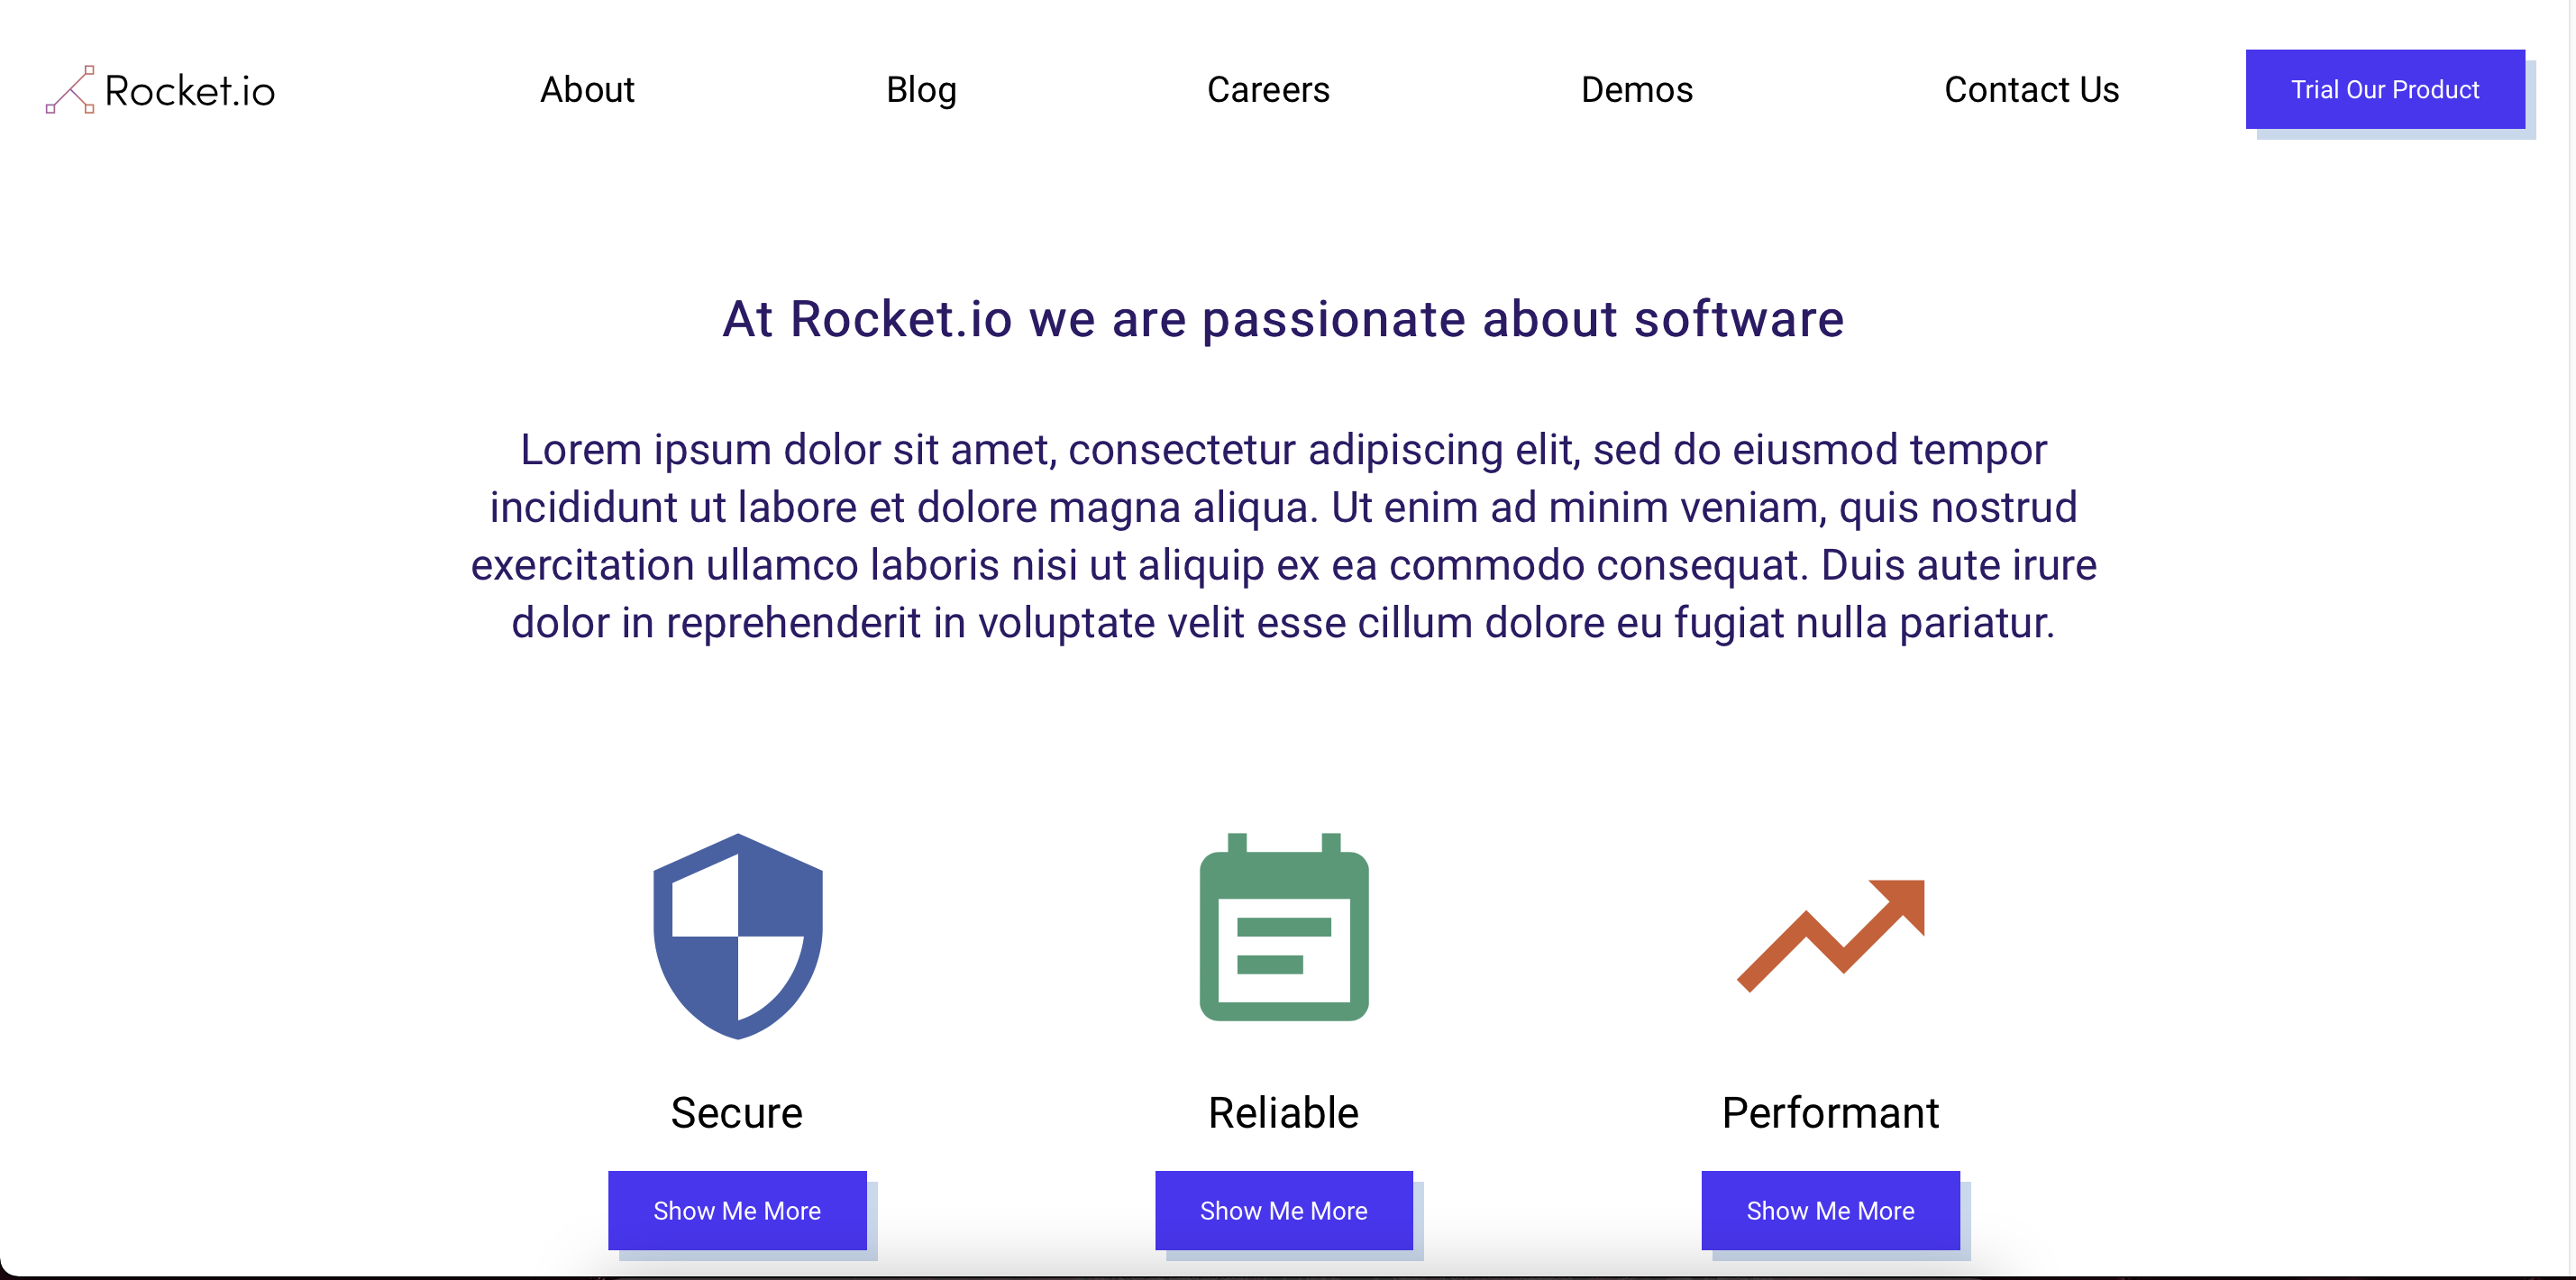 Rocket.io
About
Blog
Careers
Demos
Contact Us
Trial Our Product
At Rocket.io we are passionate about software
Lorem ipsum dolor sit amet, consectetur adipiscing elit, sed do eiusmod tempor
incididunt ut labore et dolore magna aliqua. Ut enim ad minim veniam, quis nostrud
exercitation ullamco laboris nisi ut aliquip ex ea commodo consequat. Duis aute irure
dolor in reprehenderit in voluptate velit esse cillum dolore eu fugiat nulla pariatur.
Secure
Reliable
Performant
Show Me More
Show Me More
Show Me More